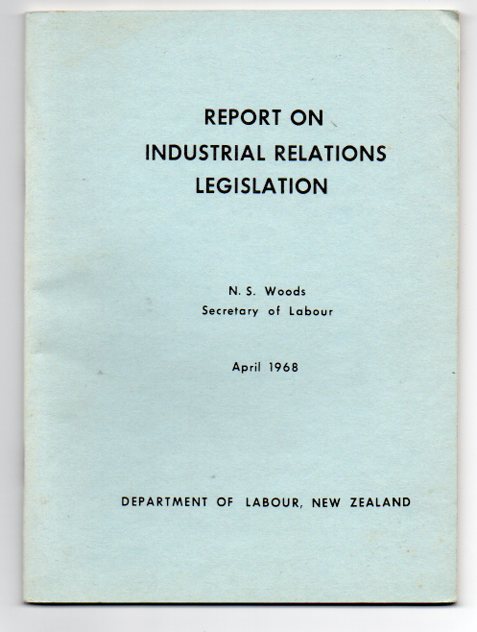 REPORT ON
INDUSTRIAL RELATIONS
LEGISLATION
N. S. Woods
Secretary of Labour
April 1968
DEPARTMENT OF LABOUR, NEW ZEALAND